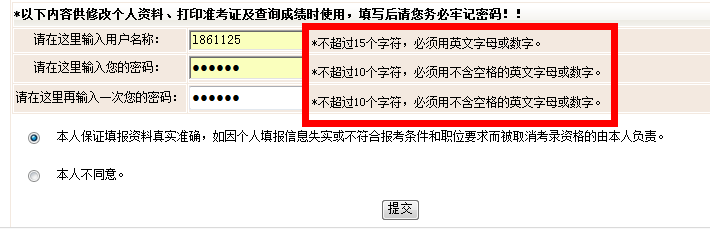 *以下内容供修改个人资料、打印准考证及查询成绩时使用，填写后请您务必牢记密码！！
请在这里输入用户名称： 1861125 *不超过15个字符，必须用英文字母或数字。
请在这里输入您的密码： ●●●●●● *不超过10个字符，必须用不含空格的英文字母或数字。
请在这里再输入一次您的密码： ●●●●●● *不超过10个字符，必须用不含空格的英文字母或数字。
本人保证填报资料真实准确，如因个人填报信息失实或不符合报考条件和职位要求而被取消考录资格的由本人负责。
本人不同意。
提交